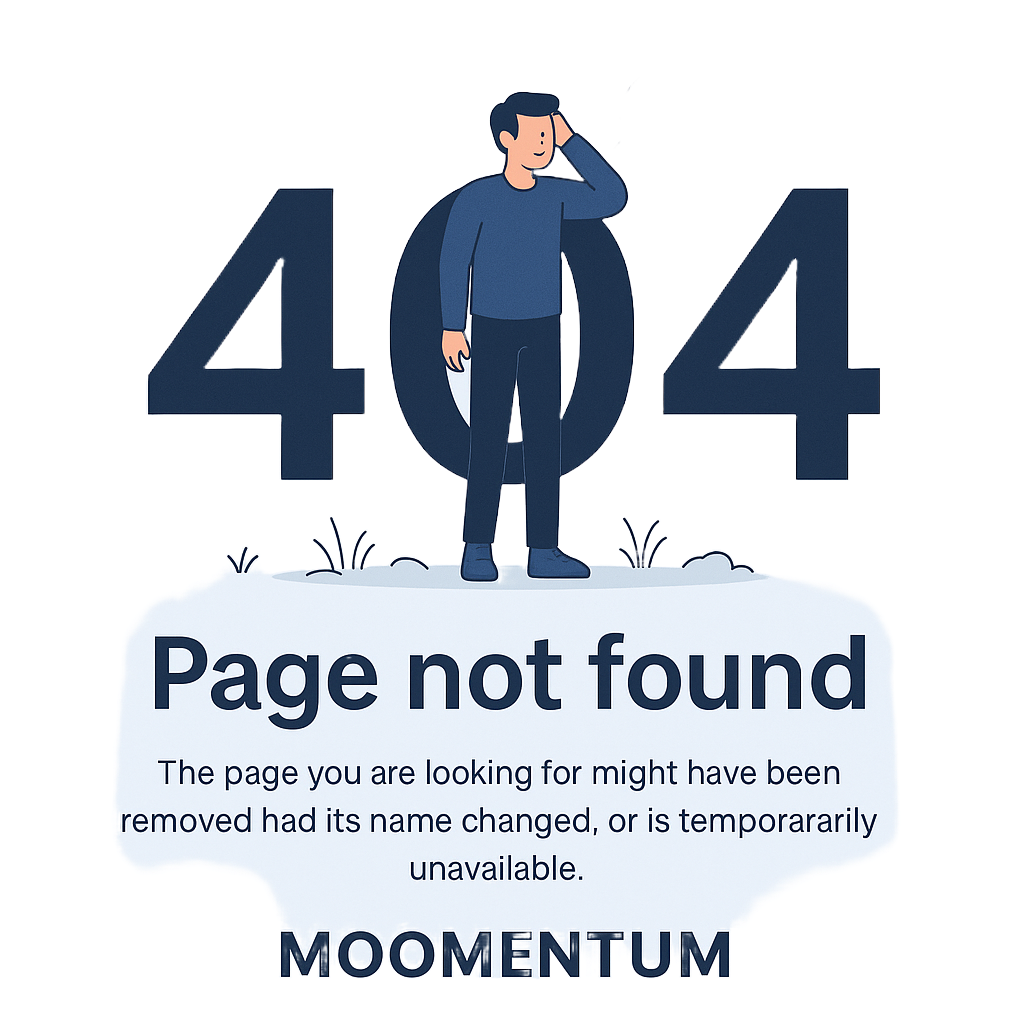 404
Page not found
The page you are looking for might have been
removed had its name changed, or is temporararily
unavailable.
MOOMENTUM